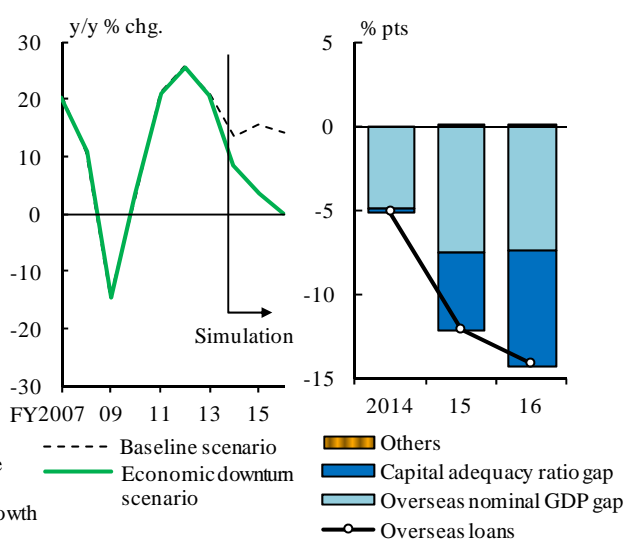 y/y % chg.
30
20
10
0
-10
-20
-30
Simulation
FY2007 09 11 13 15
Baseline scenario
Economic downturn
scenario
e
owth
% pts
5
0
-5
-10
-15
2014 15 16
Others
Capital adequacy ratio gap
Overseas nominal GDP gap
Overseas loans